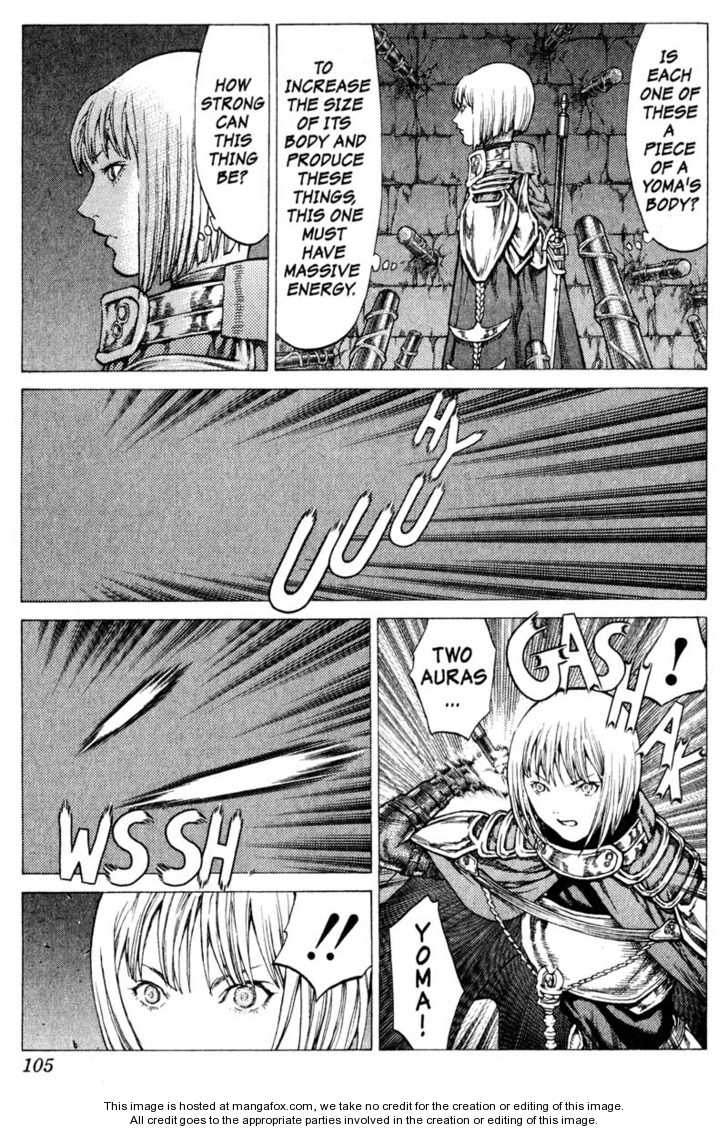 IS
EACH
ONE OF
THESE
A
PIECE
OF A
YOMA'S
BODY?
TO
INCREASE
THE SIZE
OF ITS
BODY AND
PRODUCE
THESE
THINGS,
THIS ONE
MUST
HAVE
MASSIVE
ENERGY.
HOW
STRONG
CAN
THIS
THING
BE?
HYUUU
!
GASHAK
TWO
AURAS
...
YOMA!
WSSH
!!
105
This image is hosted at mangafox.com, we take no credit for the creation or editing of this image.
All credit goes to the appropriate parties involved in the creation or editing of this image.